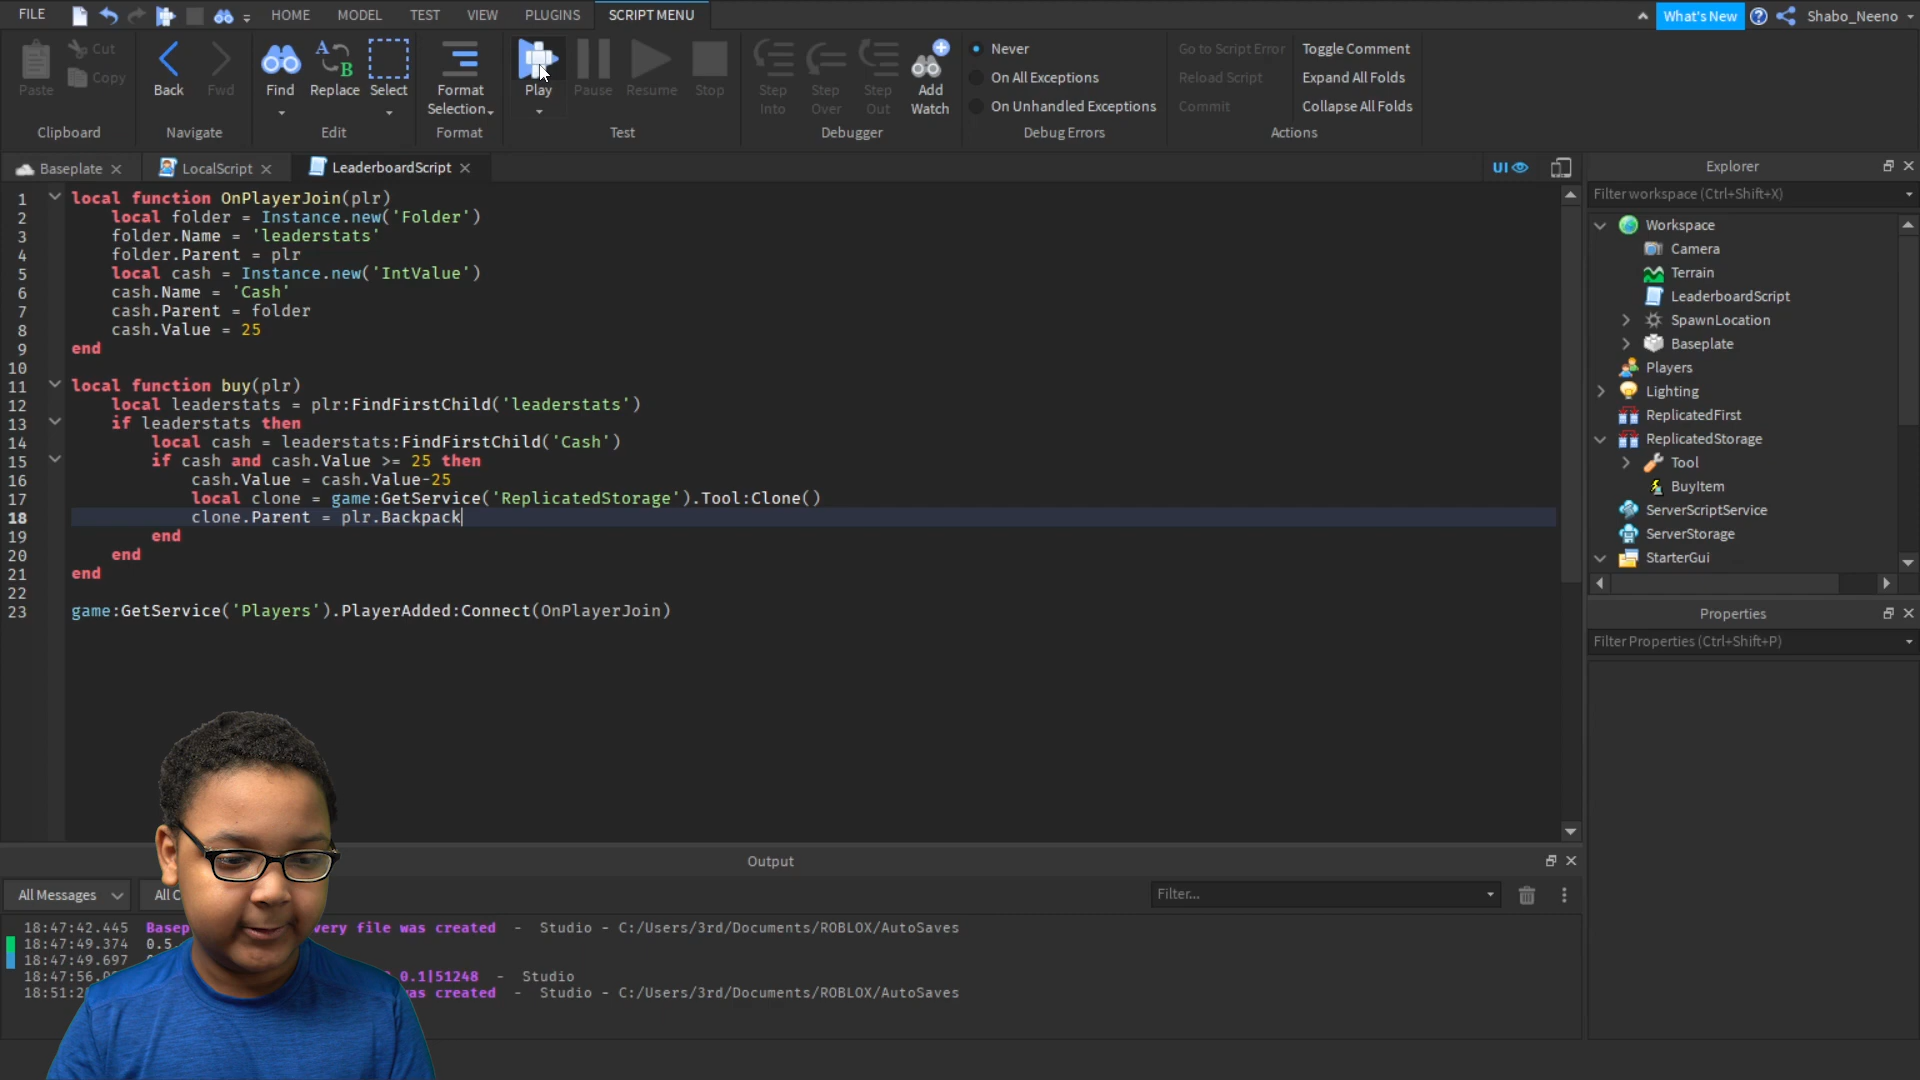 FILE HOME MODEL TEST VIEW PLUGINS SCRIPT MENU What's New Shabo_Neeno
Paste Cut Copy Back Fwd Find Replace Select Format Selection Play Pause Resume Stop Step Into Step Over Step Out Add Watch
Never
On All Exceptions
On Unhandled Exceptions
Go to Script Error
Reload Script
Commit
Toggle Comment
Expand All Folds
Collapse All Folds
Clipboard Navigate Edit Format Test Debugger Debug Errors Actions
Baseplate LocalScript LeaderboardScript UI
1 local function OnPlayerJoin(plr)
2 local folder = Instance.new('Folder')
3 folder.Name = 'leaderstats'
4 folder.Parent = plr
5 local cash = Instance.new('IntValue')
6 cash.Name = 'Cash'
7 cash.Parent = folder
8 cash.Value = 25
9 end
10
11 local function buy(plr)
12 local leaderstats = plr:FindFirstChild('leaderstats')
13 if leaderstats then
14 local cash = leaderstats:FindFirstChild('Cash')
15 if cash and cash.Value >= 25 then
16 cash.Value = cash.Value-25
17 local clone = game:GetService('ReplicatedStorage').Tool:Clone()
18 clone.Parent = plr.Backpack
19 end
20 end
21 end
22
23 game:GetService('Players').PlayerAdded:Connect(OnPlayerJoin)
Explorer
Filter workspace (Ctrl+Shift+X)
Workspace
Camera
Terrain
LeaderboardScript
SpawnLocation
Baseplate
Players
Lighting
ReplicatedFirst
ReplicatedStorage
Tool
BuyItem
ServerScriptService
ServerStorage
StarterGui
Properties
Filter Properties (Ctrl+Shift+P)
Output
All Messages All Filter...
18:47:42.445 very file was created - Studio - C:/Users/3rd/Documents/ROBLOX/AutoSaves
18:47:49.374 0.5
18:47:49.697
18:47:56 0.1|51248 - Studio
18:51: was created - Studio - C:/Users/3rd/Documents/ROBLOX/AutoSaves